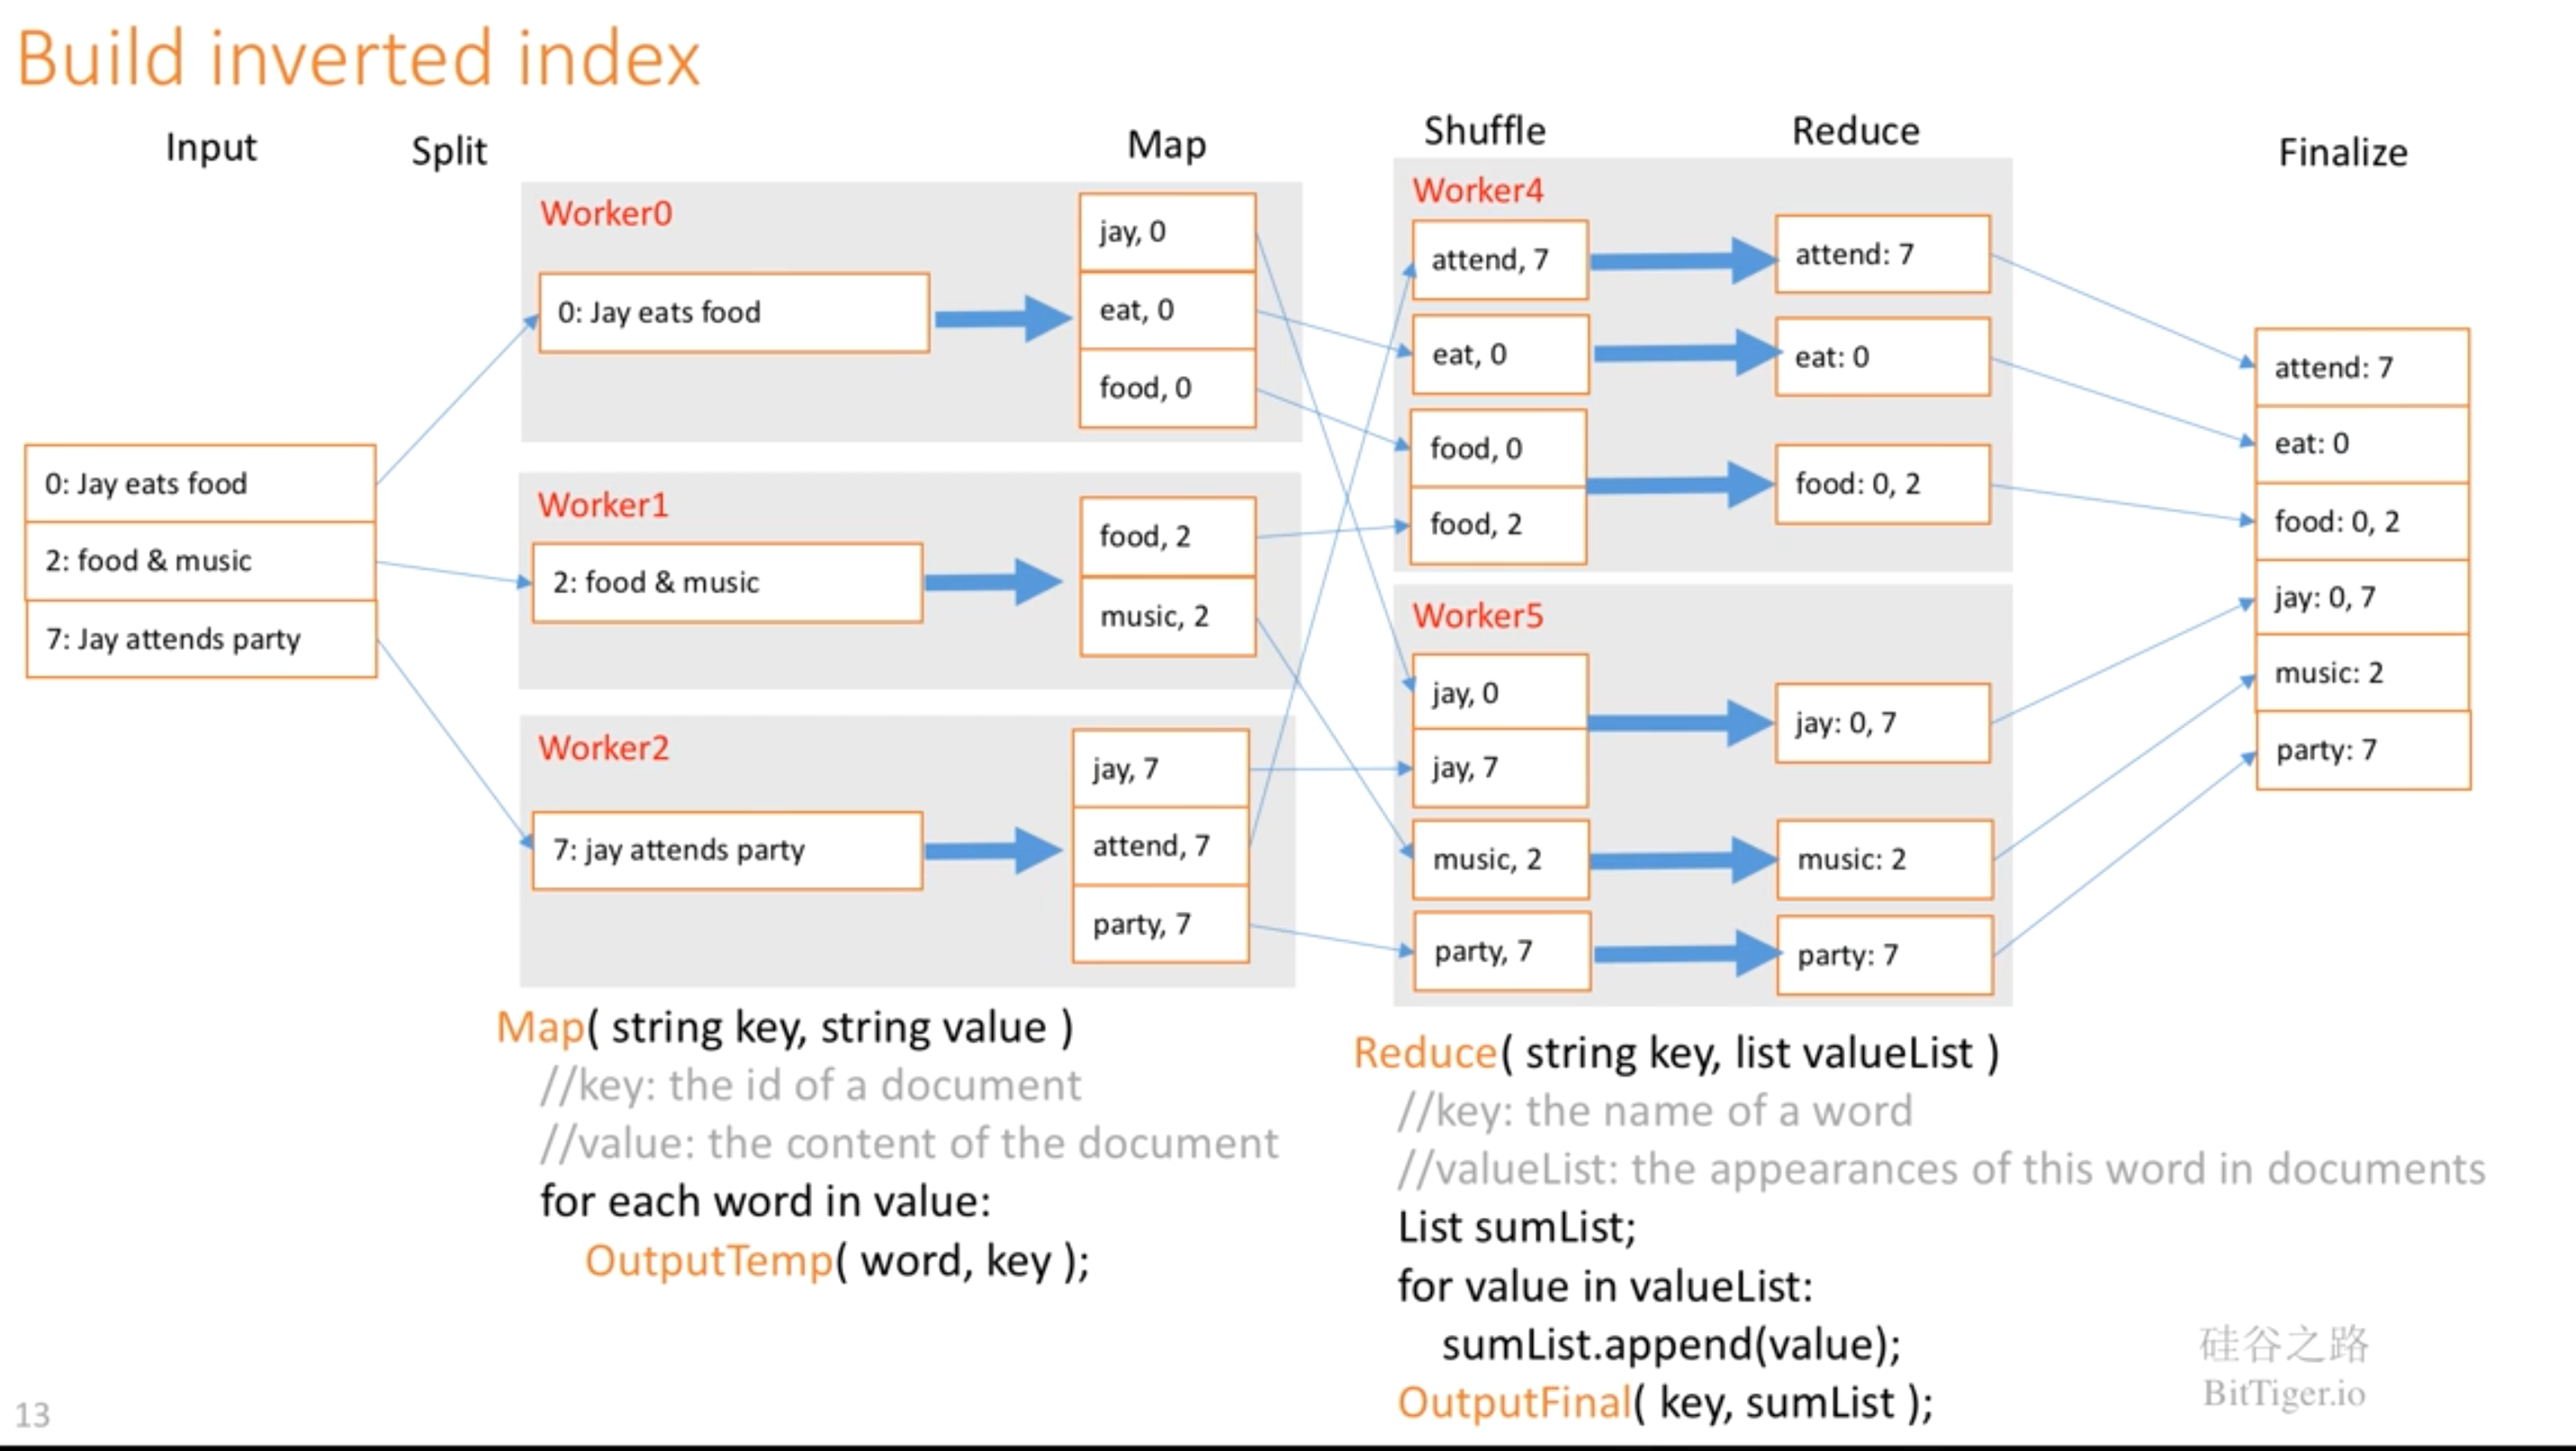 Build inverted index
Input
Split
Map
Shuffle
Reduce
Finalize
0: Jay eats food
2: food & music
7: Jay attends party
Worker0
0: Jay eats food
jay, 0
eat, 0
food, 0
Worker1
2: food & music
food, 2
music, 2
Worker2
7: jay attends party
jay, 7
attend, 7
party, 7
Worker4
attend, 7
attend: 7
eat, 0
eat: 0
food, 0
food, 2
food: 0, 2
Worker5
jay, 0
jay, 7
jay: 0, 7
music, 2
music: 2
party, 7
party: 7
attend: 7
eat: 0
food: 0, 2
jay: 0, 7
music: 2
party: 7
Map( string key, string value )
//key: the id of a document
//value: the content of the document
for each word in value:
OutputTemp( word, key );
Reduce( string key, list valueList )
//key: the name of a word
//valueList: the appearances of this word in documents
List sumList;
for value in valueList:
sumList.append(value);
OutputFinal( key, sumList );
硅谷之路
BitTiger.io
13